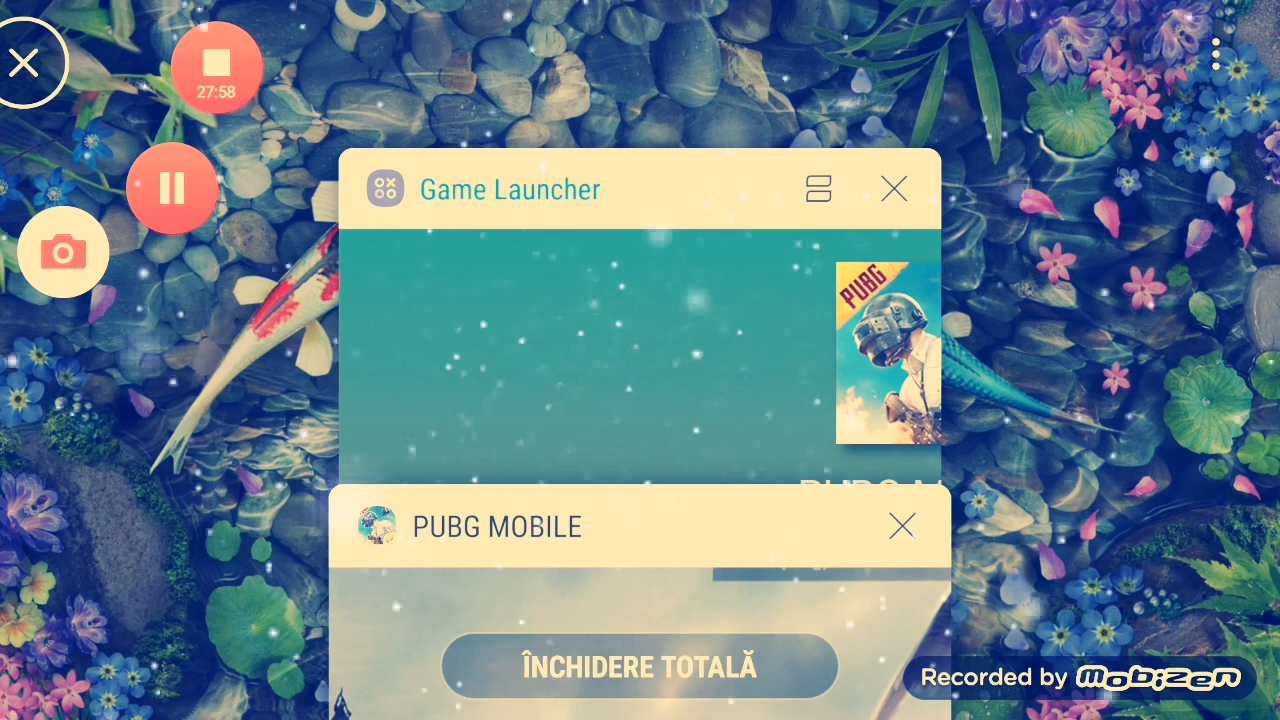 27:58
Game Launcher
PUBG
PUBG MOBILE
ÎNCHIDERE TOTALĂ
Recorded by Mobizen